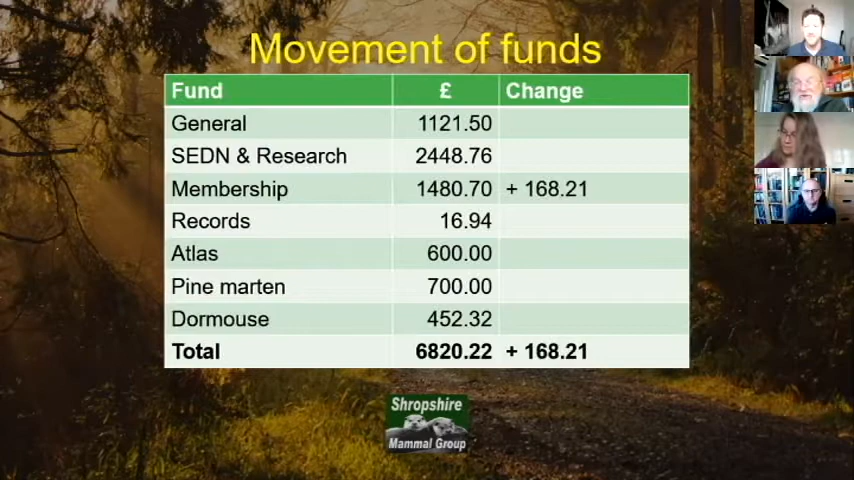 Movement of funds
Fund £ Change
General 1121.50
SEDN & Research 2448.76
Membership 1480.70 + 168.21
Records 16.94
Atlas 600.00
Pine marten 700.00
Dormouse 452.32
Total 6820.22 + 168.21
Shropshire
Mammal Group